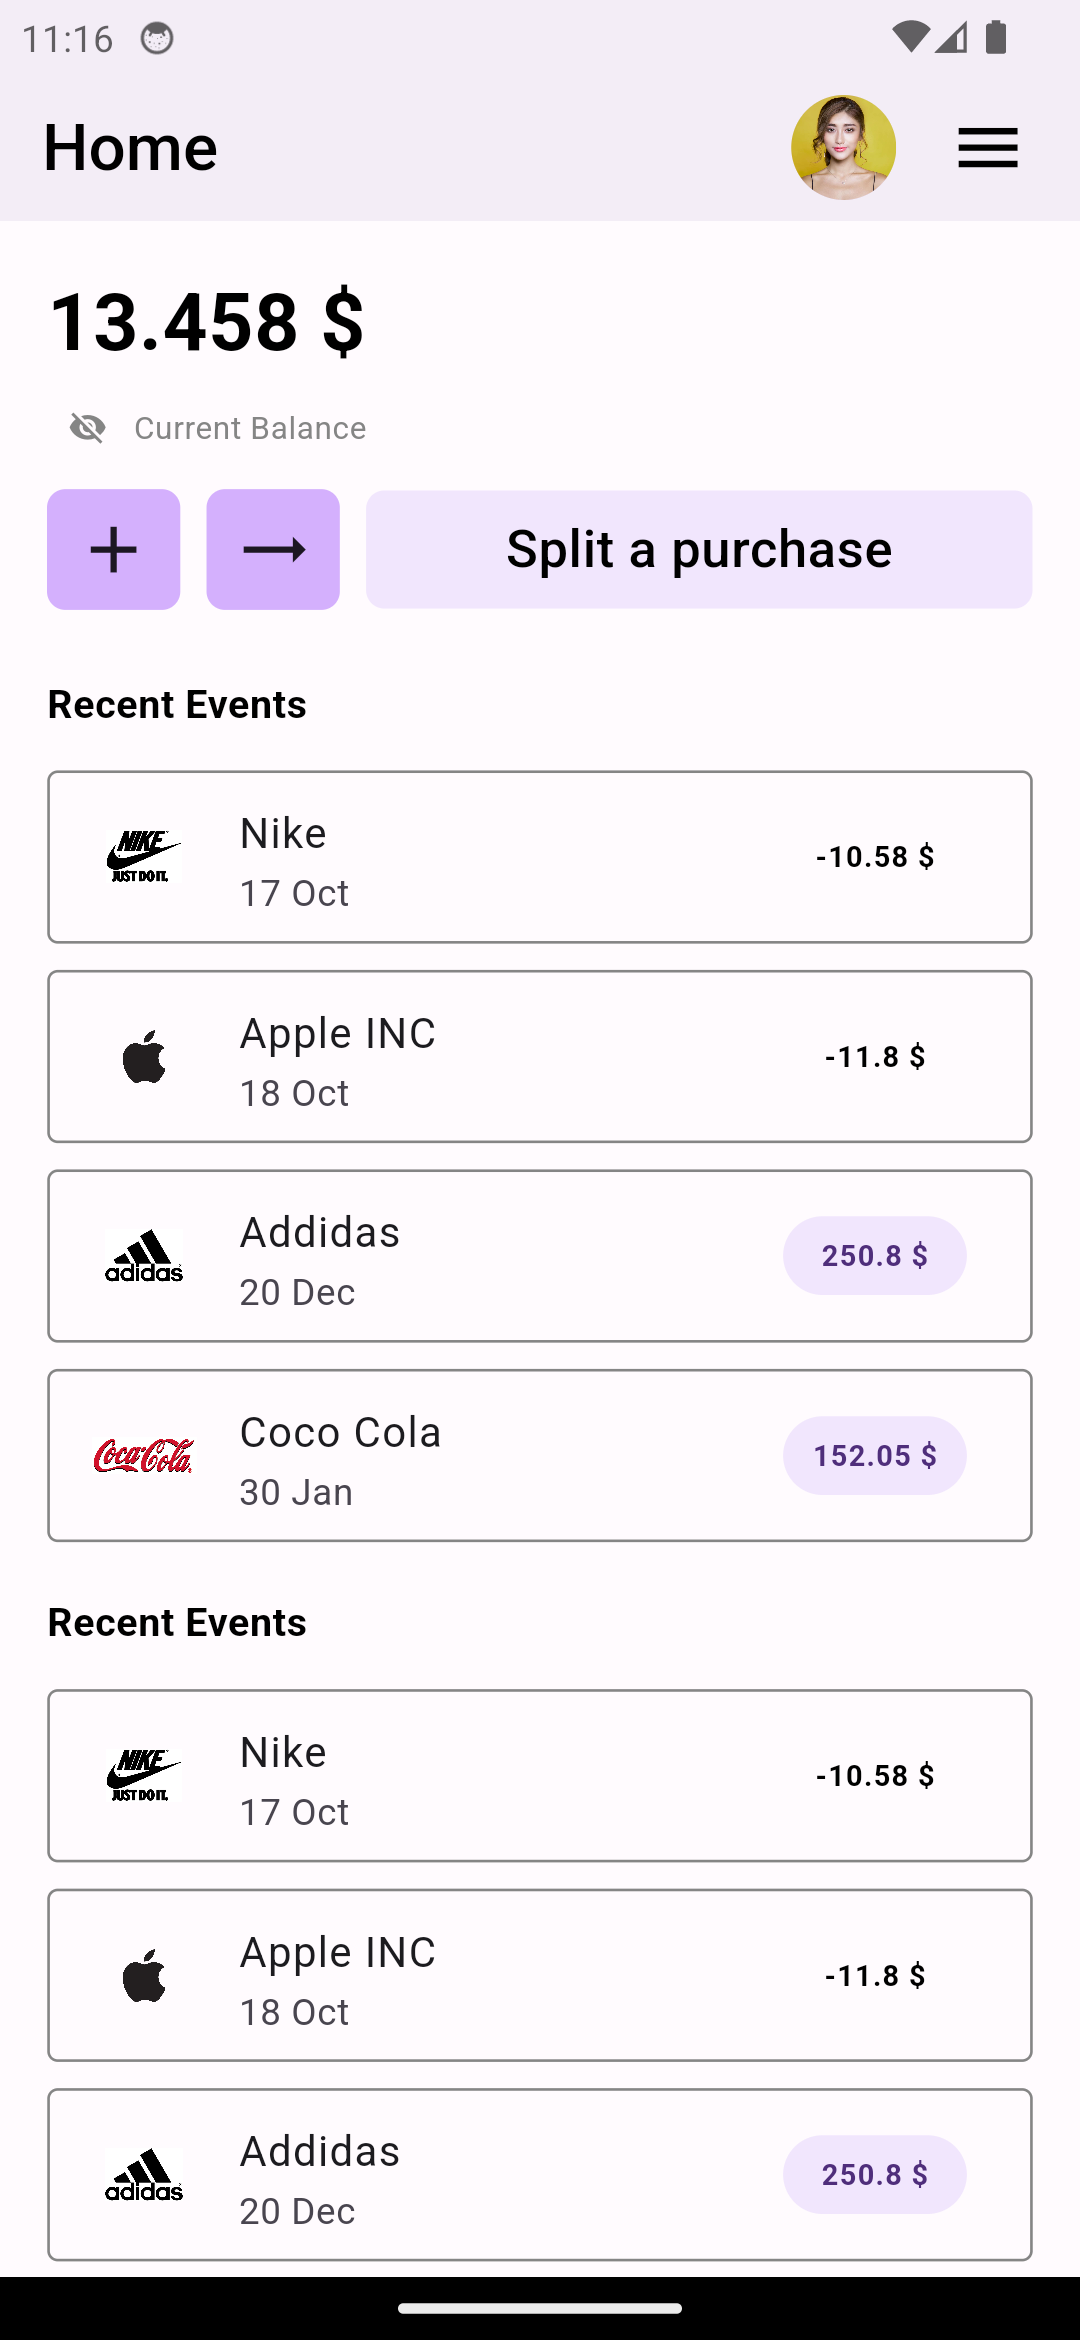 11:16
Home
13.458 $
Current Balance
Split a purchase
Recent Events
NIKE
JUST DO IT.
Nike
17 Oct
-10.58 $
Apple INC
18 Oct
-11.8 $
adidas
Addidas
20 Dec
250.8 $
Coca-Cola
Coco Cola
30 Jan
152.05 $
Recent Events
NIKE
JUST DO IT.
Nike
17 Oct
-10.58 $
Apple INC
18 Oct
-11.8 $
adidas
Addidas
20 Dec
250.8 $